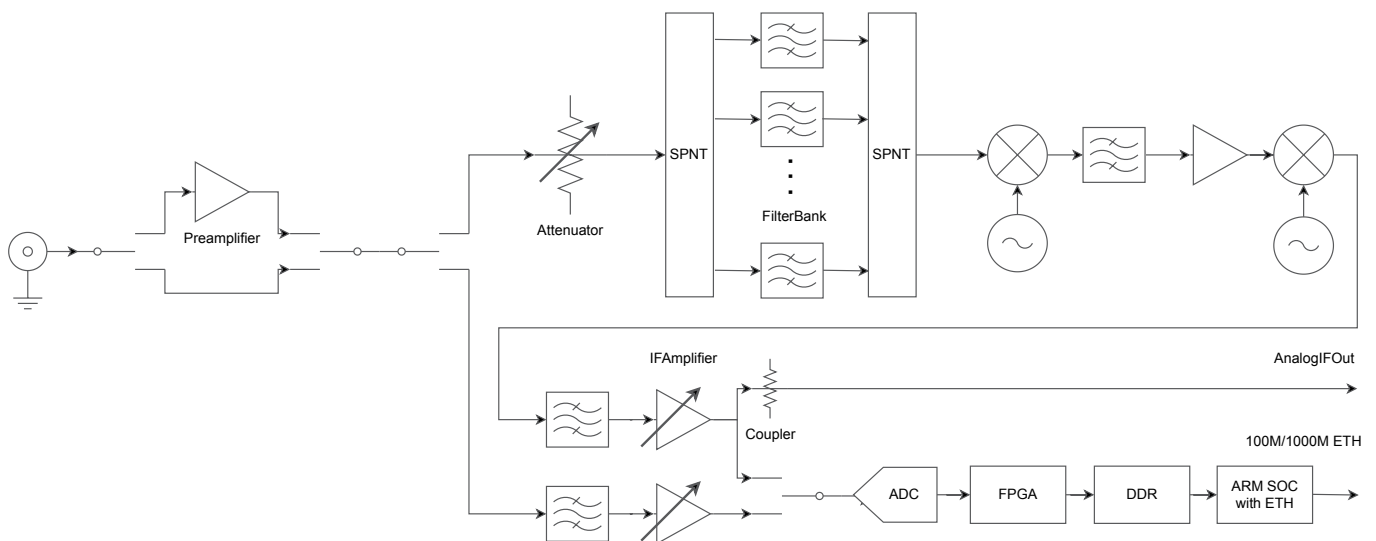 SPNT
SPNT
Preamplifier
Attenuator
FilterBank
IFAmplifier
AnalogIFOut
Coupler
100M/1000M ETH
ADC
FPGA
DDR
ARM SOC
with ETH